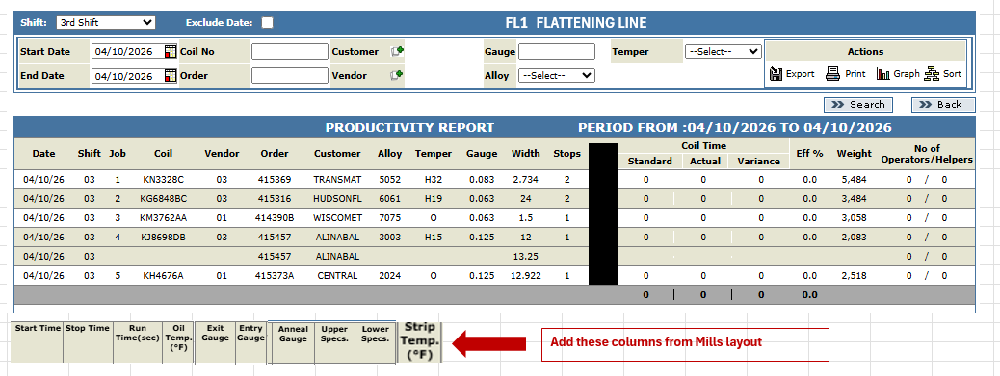 Shift: 3rd Shift Exclude Date: FL1 FLATTENING LINE
Start Date 04/10/2026 Coil No Customer Gauge Temper --Select-- Actions
End Date 04/10/2026 Order Vendor Alloy --Select-- Export Print Graph Sort
Search Back
PRODUCTIVITY REPORT PERIOD FROM :04/10/2026 TO 04/10/2026
Date Shift Job Coil Vendor Order Customer Alloy Temper Gauge Width Stops Coil Time Eff % Weight No of Operators/Helpers
Standard Actual Variance
04/10/26 03 1 KN3328C 03 415369 TRANSMAT 5052 H32 0.083 2.734 2 0 0 0 0.0 5,484 0 / 0
04/10/26 03 2 KG6848BC 03 415316 HUDSONFL 6061 H19 0.063 24 2 0 0 0 0.0 3,484 0 / 0
04/10/26 03 3 KM3762AA 01 414390B WISCOMET 7075 O 0.063 1.5 1 0 0 0 0.0 3,058 0 / 0
04/10/26 03 4 KJ8698DB 03 415457 ALINABAL 3003 H15 0.125 12 1 0 0 0 0.0 2,083 0 / 0
04/10/26 03 415457 ALINABAL 13.25 0 / 0
04/10/26 03 5 KH4676A 01 415373A CENTRAL 2024 O 0.125 12.922 1 0 0 0 0.0 2,518 0 / 0
0 0 0 0.0
Start Time Stop Time Run Time(sec) Oil Temp. (°F) Exit Gauge Entry Gauge Anneal Gauge Upper Specs. Lower Specs. Strip Temp. (°F)
Add these columns from Mills layout